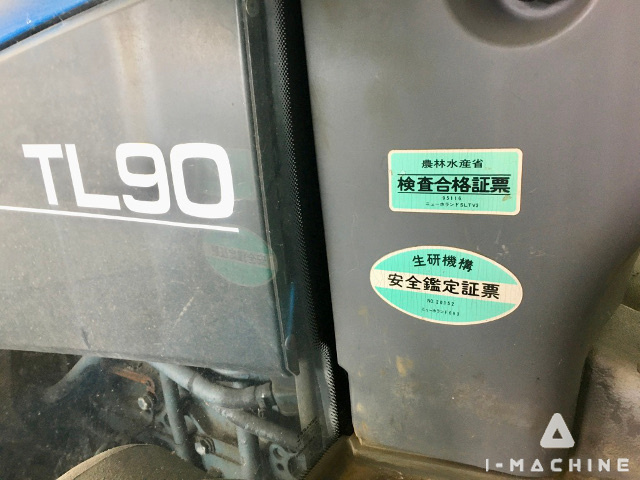 TL90
農林水産省
検査合格証票
生研機構
安全鑑定証票
I-MACHINE